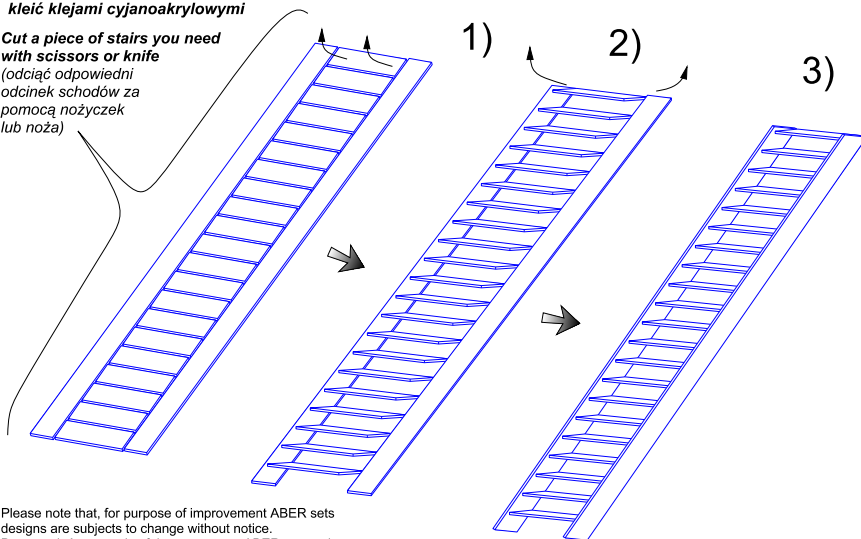 kleić klejami cyjanoakrylowymi
Cut a piece of stairs you need
with scissors or knife
(odciąć odpowiedni
odcinek schodów za
pomocą nożyczek
lub noża)
1)
2)
3)
Please note that, for purpose of improvement ABER sets
designs are subjects to change without notice.